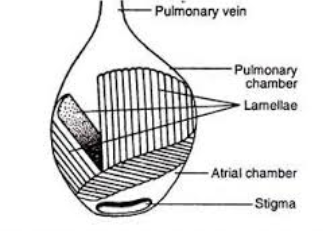 Pulmonary vein
Pulmonary
chamber
Lamellae
Atrial chamber
Stigma